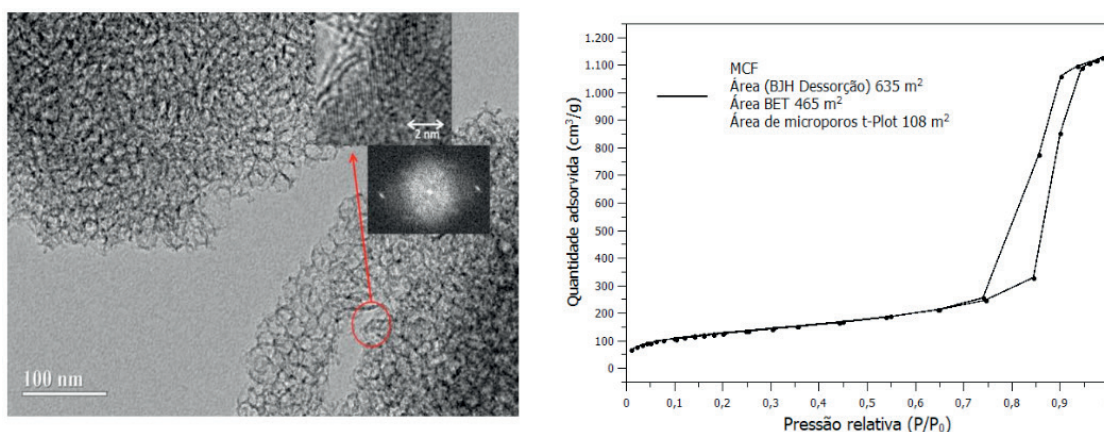 2 nm
100 nm
Quantidade adsorvida (cm³/g)
1.200
1.100
1.000
900
800
700
600
500
400
300
200
100
0
MCF
Área (BJH Dessorção) 635 m²
Área BET 465 m²
Área de microporos t-Plot 108 m²
0 0,1 0,2 0,3 0,4 0,5 0,6 0,7 0,8 0,9
Pressão relativa (P/P₀)